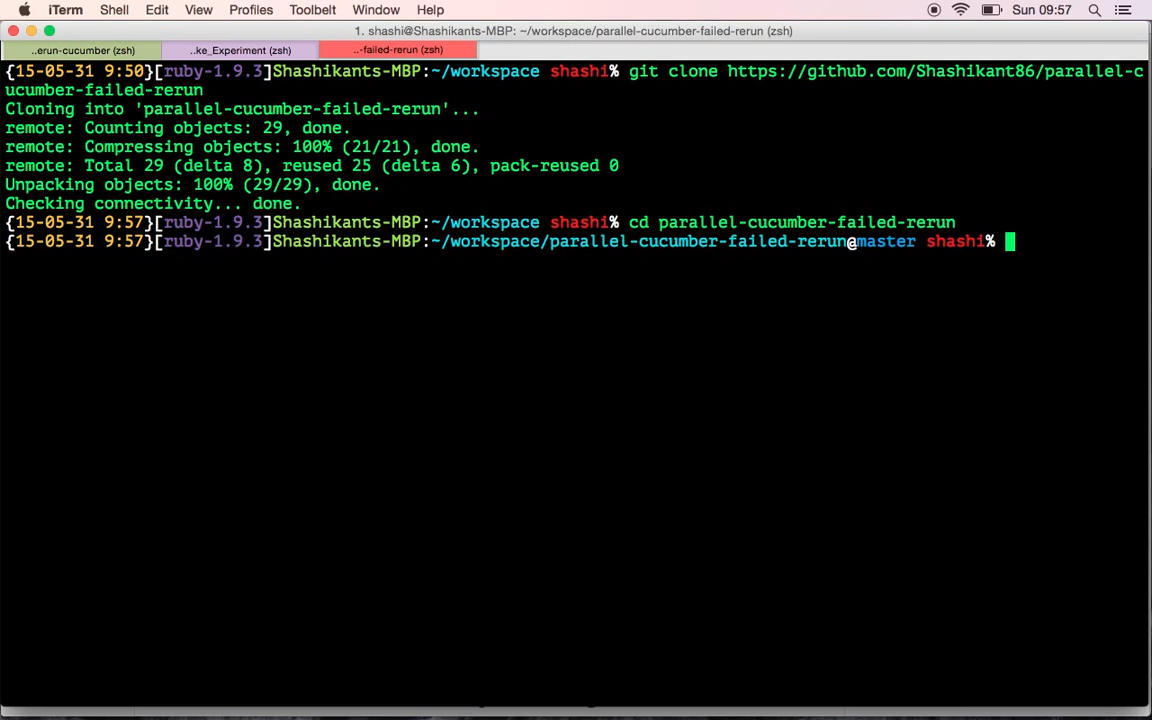 iTerm Shell Edit View Profiles Toolbelt Window Help Sun 09:57
1. shashi@Shashikants-MBP: ~/workspace/parallel-cucumber-failed-rerun (zsh)
..erun-cucumber (zsh) ..ke_Experiment (zsh) ..-failed-rerun (zsh)
{15-05-31 9:50}[ruby-1.9.3]Shashikants-MBP:~/workspace shashi% git clone https://github.com/Shashikant86/parallel-c
ucumber-failed-rerun
Cloning into 'parallel-cucumber-failed-rerun'...
remote: Counting objects: 29, done.
remote: Compressing objects: 100% (21/21), done.
remote: Total 29 (delta 8), reused 25 (delta 6), pack-reused 0
Unpacking objects: 100% (29/29), done.
Checking connectivity... done.
{15-05-31 9:57}[ruby-1.9.3]Shashikants-MBP:~/workspace shashi% cd parallel-cucumber-failed-rerun
{15-05-31 9:57}[ruby-1.9.3]Shashikants-MBP:~/workspace/parallel-cucumber-failed-rerun@master shashi%